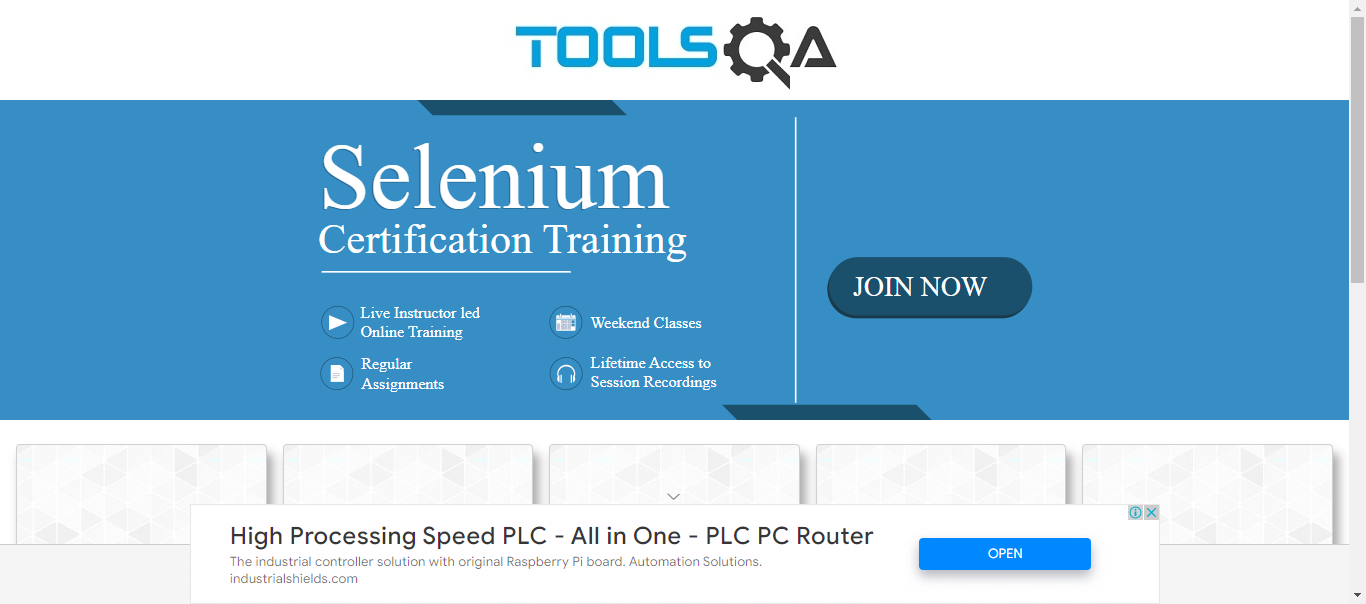 TOOLSQA
Selenium
Certification Training
Live Instructor led
Online Training
Weekend Classes
Regular
Assignments
Lifetime Access to
Session Recordings
JOIN NOW
High Processing Speed PLC - All in One - PLC PC Router
The industrial controller solution with original Raspberry Pi board. Automation Solutions.
industrialshields.com
OPEN